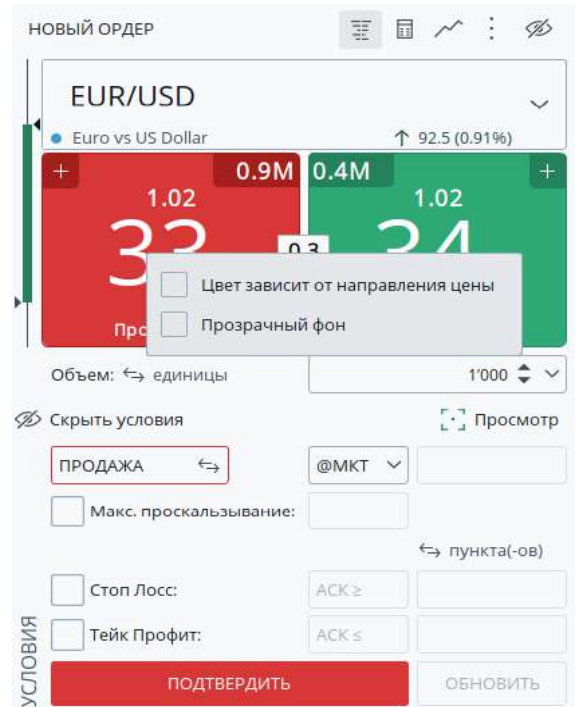 НОВЫЙ ОРДЕР
EUR/USD
Euro vs US Dollar ↑ 92.5 (0.91%)
+ 0.9M 0.4M +
1.02 1.02
33 0.3 34
Цвет зависит от направления цены
Прозрачный фон
Объем: ⇆ единицы 1'000
Скрыть условия Просмотр
ПРОДАЖА ⇆ @МКТ
Макс. проскальзывание:
⇆ пункта(-ов)
Стоп Лосс: АСК ≥
Тейк Профит: АСК ≤
УСЛОВИЯ
ПОДТВЕРДИТЬ ОБНОВИТЬ